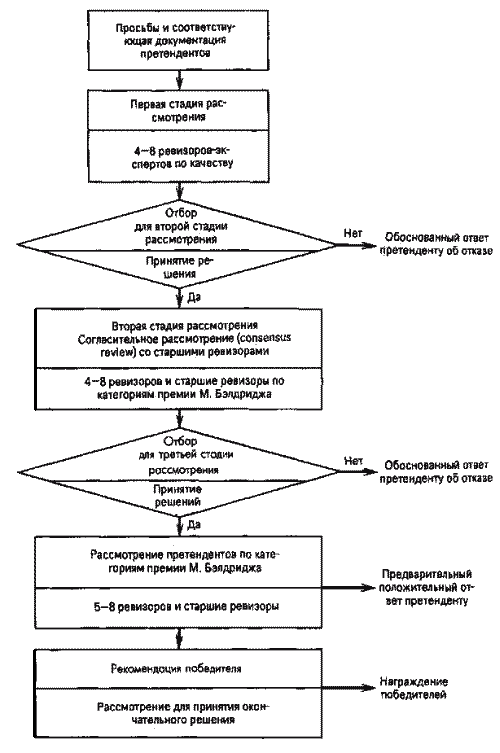 Просьбы и соответству-
ющая документация
претендентов
Первая стадия рас-
смотрения
4—8 ревизоров-эк-
спертов по качеству
Отбор
для второй стадии
рассмотрения
Принятие ре-
шения
Нет
Обоснованный ответ
претенденту об отказе
Да
Вторая стадия рассмотрения
Согласительное рассмотрение (consensus
review) со старшими ревизорами
4—8 ревизоров и старшие ревизоры по
категориям премии М. Бэлдриджа
Отбор
для третьей стадии
рассмотрения
Принятие
решений
Нет
Обоснованный ответ
претенденту об отказе
Да
Рассмотрение претендентов по кате-
гориям премии М. Бэлдриджа
5—8 ревизоров и старшие ревизоры
Предварительный
положительный от-
вет претенденту
Рекомендация победителя
Рассмотрение для принятия окон-
чательного решения
Награждение
победителей